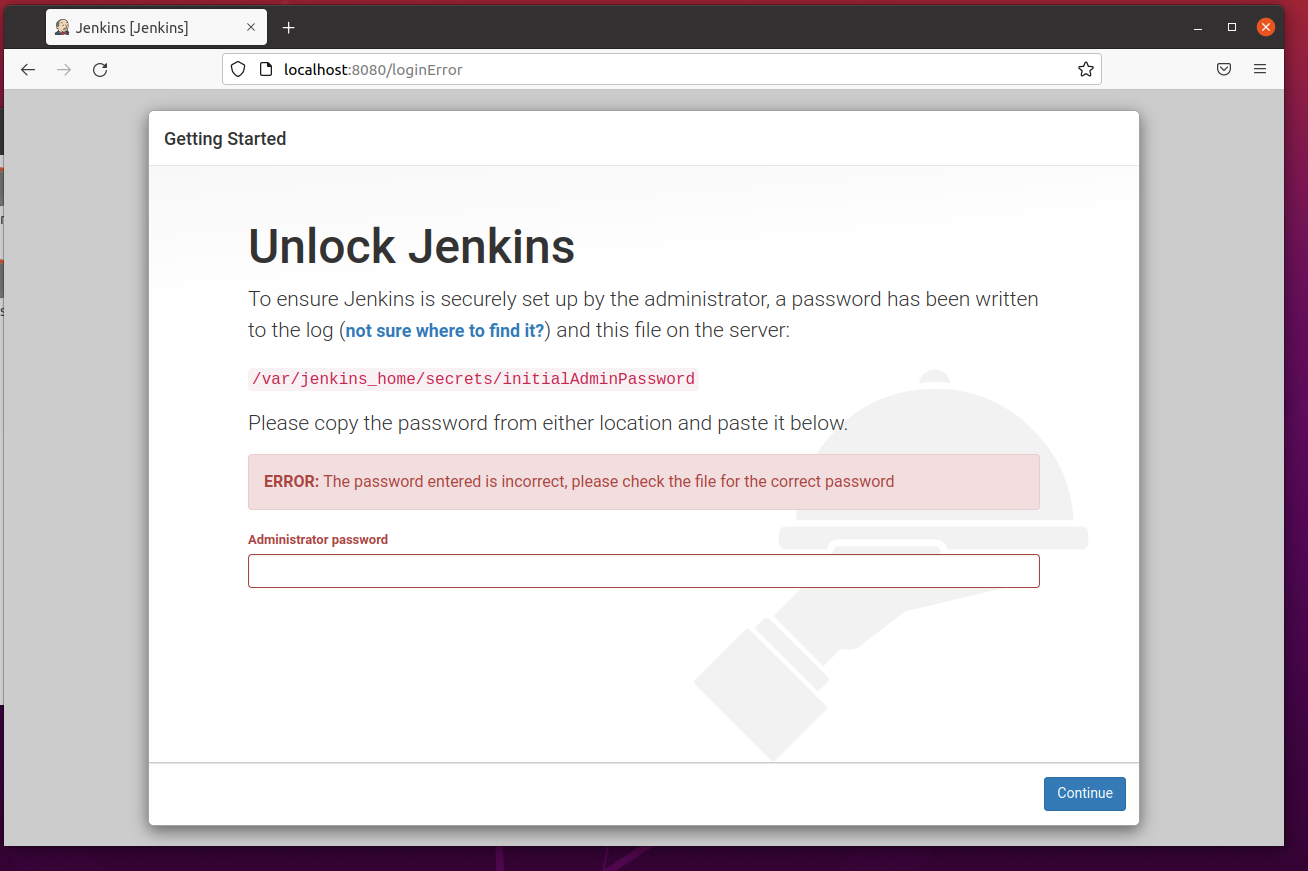 Jenkins [Jenkins]
localhost:8080/loginError
Getting Started
Unlock Jenkins
To ensure Jenkins is securely set up by the administrator, a password has been written
to the log (not sure where to find it?) and this file on the server:
/var/jenkins_home/secrets/initialAdminPassword
Please copy the password from either location and paste it below.
ERROR: The password entered is incorrect, please check the file for the correct password
Administrator password
Continue